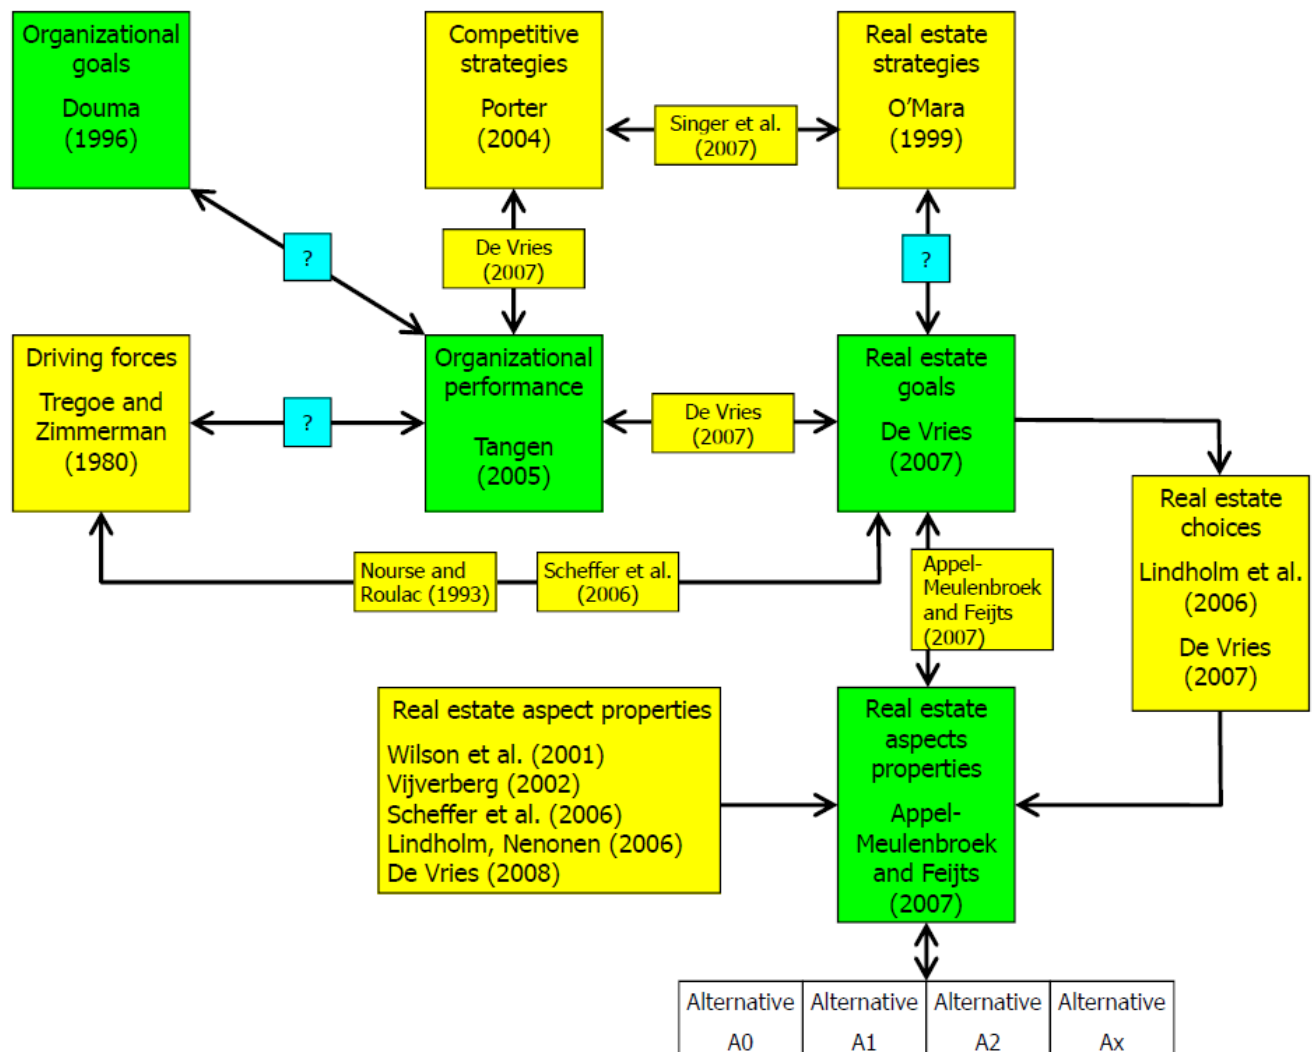 Organizational
goals
Douma
(1996)
Competitive
strategies
Porter
(2004)
Real estate
strategies
O'Mara
(1999)
Singer et al.
(2007)
?
De Vries
(2007)
?
Driving forces
Tregoe and
Zimmerman
(1980)
?
Organizational
performance
Tangen
(2005)
De Vries
(2007)
Real estate
goals
De Vries
(2007)
Real estate
choices
Lindholm et al.
(2006)
De Vries
(2007)
Nourse and
Roulac (1993)
Scheffer et al.
(2006)
Appel-
Meulenbroek
and Feijts
(2007)
Real estate aspect properties
Wilson et al. (2001)
Vijverberg (2002)
Scheffer et al. (2006)
Lindholm, Nenonen (2006)
De Vries (2008)
Real estate
aspects
properties
Appel-
Meulenbroek
and Feijts
(2007)
Alternative
A0
Alternative
A1
Alternative
A2
Alternative
Ax